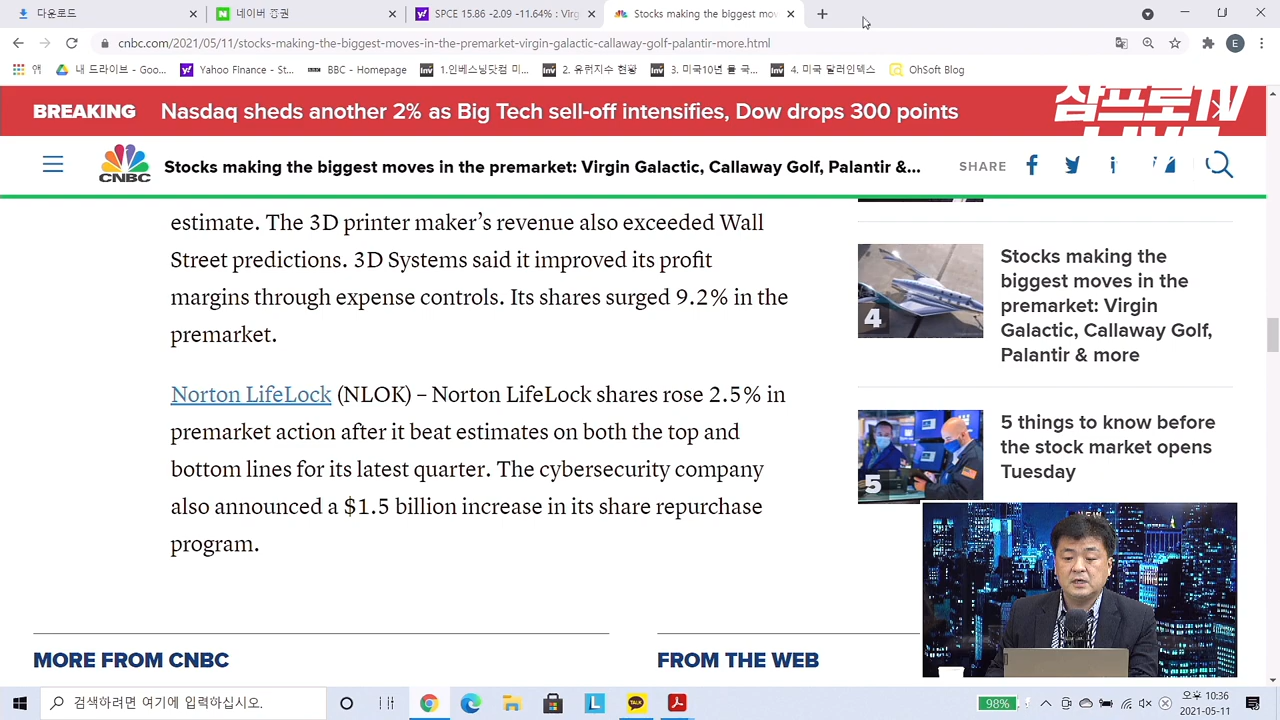 다운로드
네이버 증권
SPCE 15.86 -2.09 -11.64% : Virg
Stocks making the biggest mov
cnbc.com/2021/05/11/stocks-making-the-biggest-moves-in-the-premarket-virgin-galactic-callaway-golf-palantir-more.html
E
앱
내 드라이브 - Goo...
Yahoo Finance - St...
BBC - Homepage
1.인베스닝닷컴 미...
2. 유런지수 현황
3. 미국10년 물 국...
4. 미국 달러인덱스
OhSoft Blog
BREAKING
Nasdaq sheds another 2% as Big Tech sell-off intensifies, Dow drops 300 points
삼프로TV
CNBC
Stocks making the biggest moves in the premarket: Virgin Galactic, Callaway Golf, Palantir &...
SHARE
estimate. The 3D printer maker's revenue also exceeded Wall
Street predictions. 3D Systems said it improved its profit
margins through expense controls. Its shares surged 9.2% in the
premarket.
Norton LifeLock (NLOK) – Norton LifeLock shares rose 2.5% in
premarket action after it beat estimates on both the top and
bottom lines for its latest quarter. The cybersecurity company
also announced a $1.5 billion increase in its share repurchase
program.
4
Stocks making the
biggest moves in the
premarket: Virgin
Galactic, Callaway Golf,
Palantir & more
5
5 things to know before
the stock market opens
Tuesday
MORE FROM CNBC
FROM THE WEB
검색하려면 여기에 입력하십시오.
98%
오후 10:36
2021-05-11